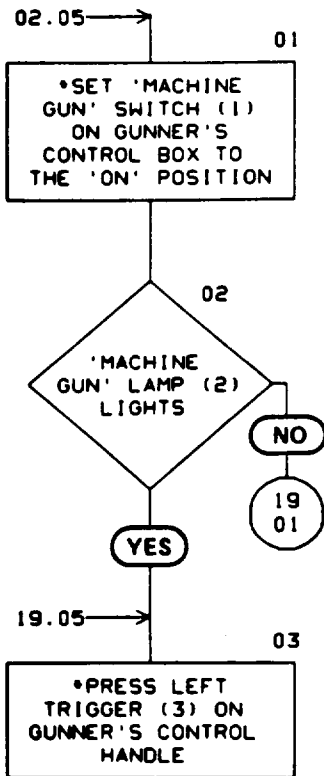 02.05
01
*SET 'MACHINE
GUN' SWITCH (1)
ON GUNNER'S
CONTROL BOX TO
THE 'ON' POSITION
02
'MACHINE
GUN' LAMP (2)
LIGHTS
NO
19
01
YES
19.05
03
*PRESS LEFT
TRIGGER (3) ON
GUNNER'S CONTROL
HANDLE